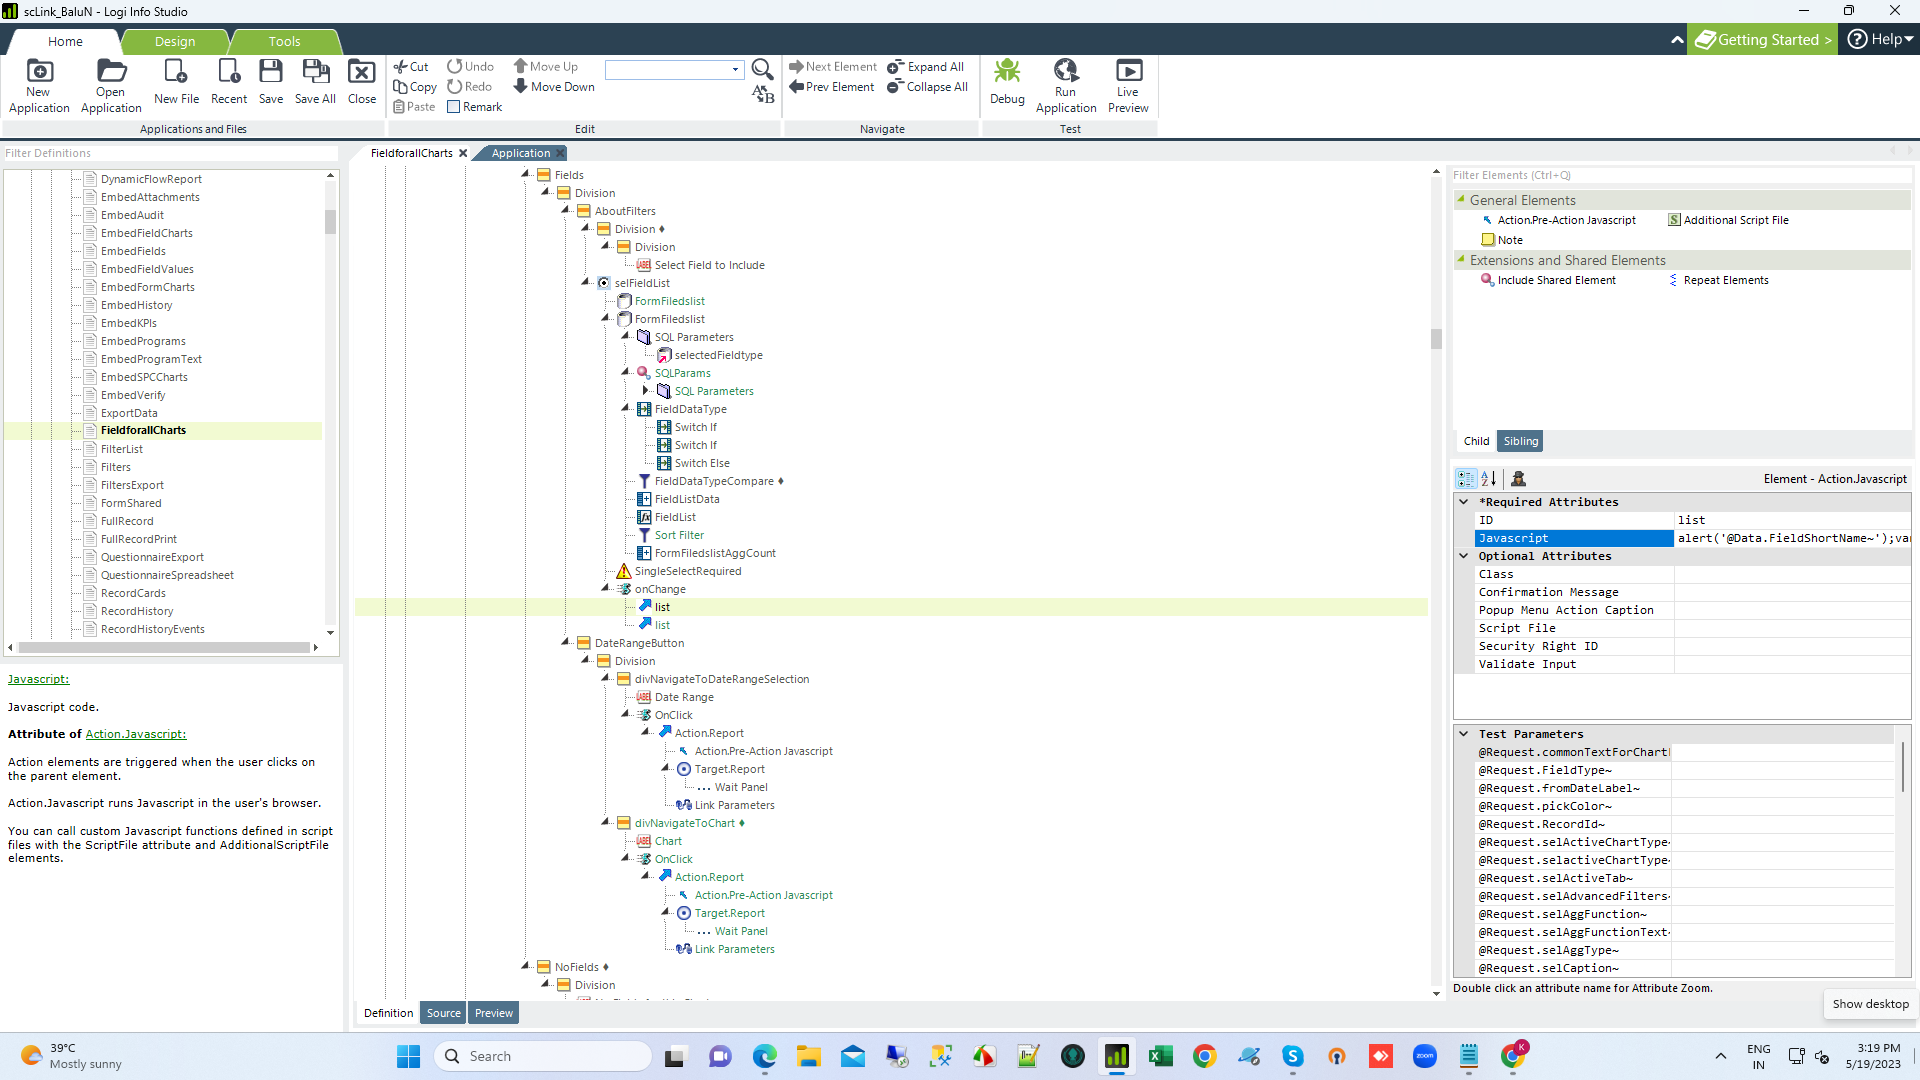 scLink_BaluN - Logi Info Studio
Home
Design
Tools
Getting Started >
Help
New Application
Open Application
New File
Recent
Save
Save All
Close
Cut
Copy
Paste
Undo
Redo
Remark
Move Up
Move Down
Next Element
Prev Element
Expand All
Collapse All
Debug
Run Application
Live Preview
Applications and Files
Edit
Navigate
Test
Filter Definitions
DynamicFlowReport
EmbedAttachments
EmbedAudit
EmbedFieldCharts
EmbedFields
EmbedFieldValues
EmbedFormCharts
EmbedHistory
EmbedKPIs
EmbedPrograms
EmbedProgramText
EmbedSPCCharts
EmbedVerify
ExportData
FieldforallCharts
FilterList
Filters
FiltersExport
FormShared
FullRecord
FullRecordPrint
QuestionnaireExport
QuestionnaireSpreadsheet
RecordCards
RecordHistory
RecordHistoryEvents
Javascript:
Javascript code.
Attribute of Action.Javascript:
Action elements are triggered when the user clicks on
the parent element.
Action.Javascript runs Javascript in the user's browser.
You can call custom Javascript functions defined in script
files with the ScriptFile attribute and AdditionalScriptFile
elements.
FieldforallCharts
Application
Fields
Division
AboutFilters
Division ♦
Division
LABEL Select Field to Include
selFieldList
FormFiledslist
FormFiledslist
SQL Parameters
selectedFieldtype
SQLParams
SQL Parameters
FieldDataType
Switch If
Switch If
Switch Else
FieldDataTypeCompare ♦
FieldListData
FieldList
Sort Filter
FormFiledslistAggCount
SingleSelectRequired
onChange
list
list
DateRangeButton
Division
divNavigateToDateRangeSelection
LABEL Date Range
OnClick
Action.Report
Action.Pre-Action Javascript
Target.Report
Wait Panel
Link Parameters
divNavigateToChart ♦
LABEL Chart
OnClick
Action.Report
Action.Pre-Action Javascript
Target.Report
Wait Panel
Link Parameters
NoFields ♦
Division
Definition
Source
Preview
Filter Elements (Ctrl+Q)
General Elements
Action.Pre-Action Javascript
Additional Script File
Note
Extensions and Shared Elements
Include Shared Element
Repeat Elements
Child
Sibling
Element - Action.Javascript
*Required Attributes
ID list
Javascript alert('@Data.FieldShortName~');va
Optional Attributes
Class
Confirmation Message
Popup Menu Action Caption
Script File
Security Right ID
Validate Input
Test Parameters
@Request.commonTextForChart
@Request.FieldType~
@Request.fromDateLabel~
@Request.pickColor~
@Request.RecordId~
@Request.selActiveChartType
@Request.selactiveChartType
@Request.selActiveTab~
@Request.selAdvancedFilters
@Request.selAggFunction~
@Request.selAggFunctionText
@Request.selAggType~
@Request.selCaption~
Double click an attribute name for Attribute Zoom.
Show desktop
39°C
Mostly sunny
Search
zoom
K
ENG
IN
3:19 PM
5/19/2023